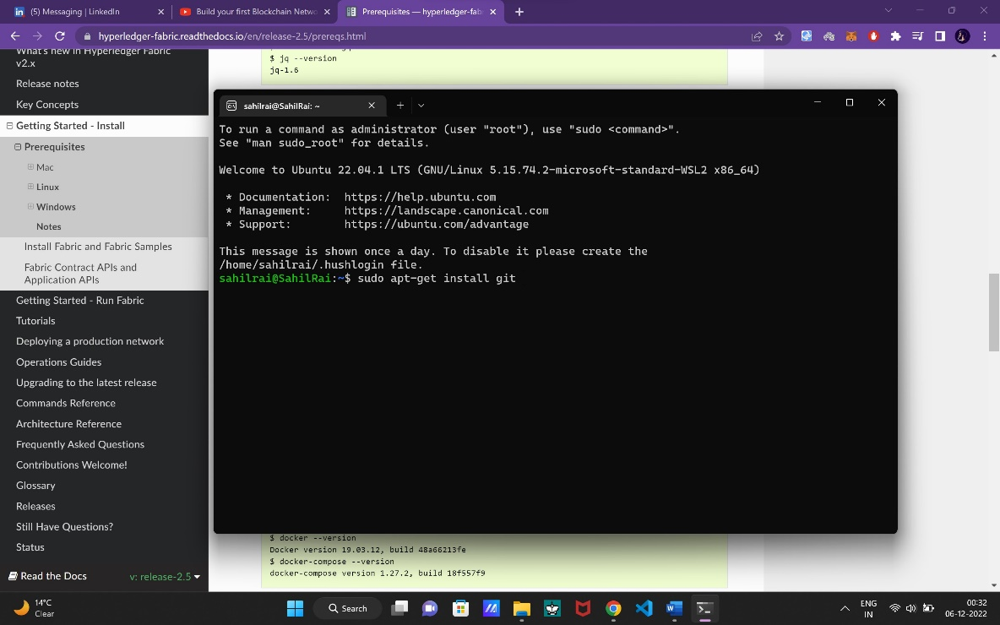 (5) Messaging | LinkedIn
Build your first Blockchain Netwo
Prerequisites — hyperledger-fab
hyperledger-fabric.readthedocs.io/en/release-2.5/prereqs.html
What's new in Hyperledger Fabric
v2.x
Release notes
Key Concepts
Getting Started - Install
Prerequisites
Mac
Linux
Windows
Notes
Install Fabric and Fabric Samples
Fabric Contract APIs and
Application APIs
Getting Started - Run Fabric
Tutorials
Deploying a production network
Operations Guides
Upgrading to the latest release
Commands Reference
Architecture Reference
Frequently Asked Questions
Contributions Welcome!
Glossary
Releases
Still Have Questions?
Status
Read the Docs
v: release-2.5
$ jq --version
jq-1.6
sahilrai@SahilRai: ~
To run a command as administrator (user "root"), use "sudo <command>".
See "man sudo_root" for details.
Welcome to Ubuntu 22.04.1 LTS (GNU/Linux 5.15.74.2-microsoft-standard-WSL2 x86_64)
* Documentation: https://help.ubuntu.com
* Management: https://landscape.canonical.com
* Support: https://ubuntu.com/advantage
This message is shown once a day. To disable it please create the
/home/sahilrai/.hushlogin file.
sahilrai@SahilRai:~$ sudo apt-get install git
$ docker --version
Docker version 19.03.12, build 48a66213fe
$ docker-compose --version
docker-compose version 1.27.2, build 18f557f9
14°C
Clear
Search
ENG
IN
00:32
06-12-2022